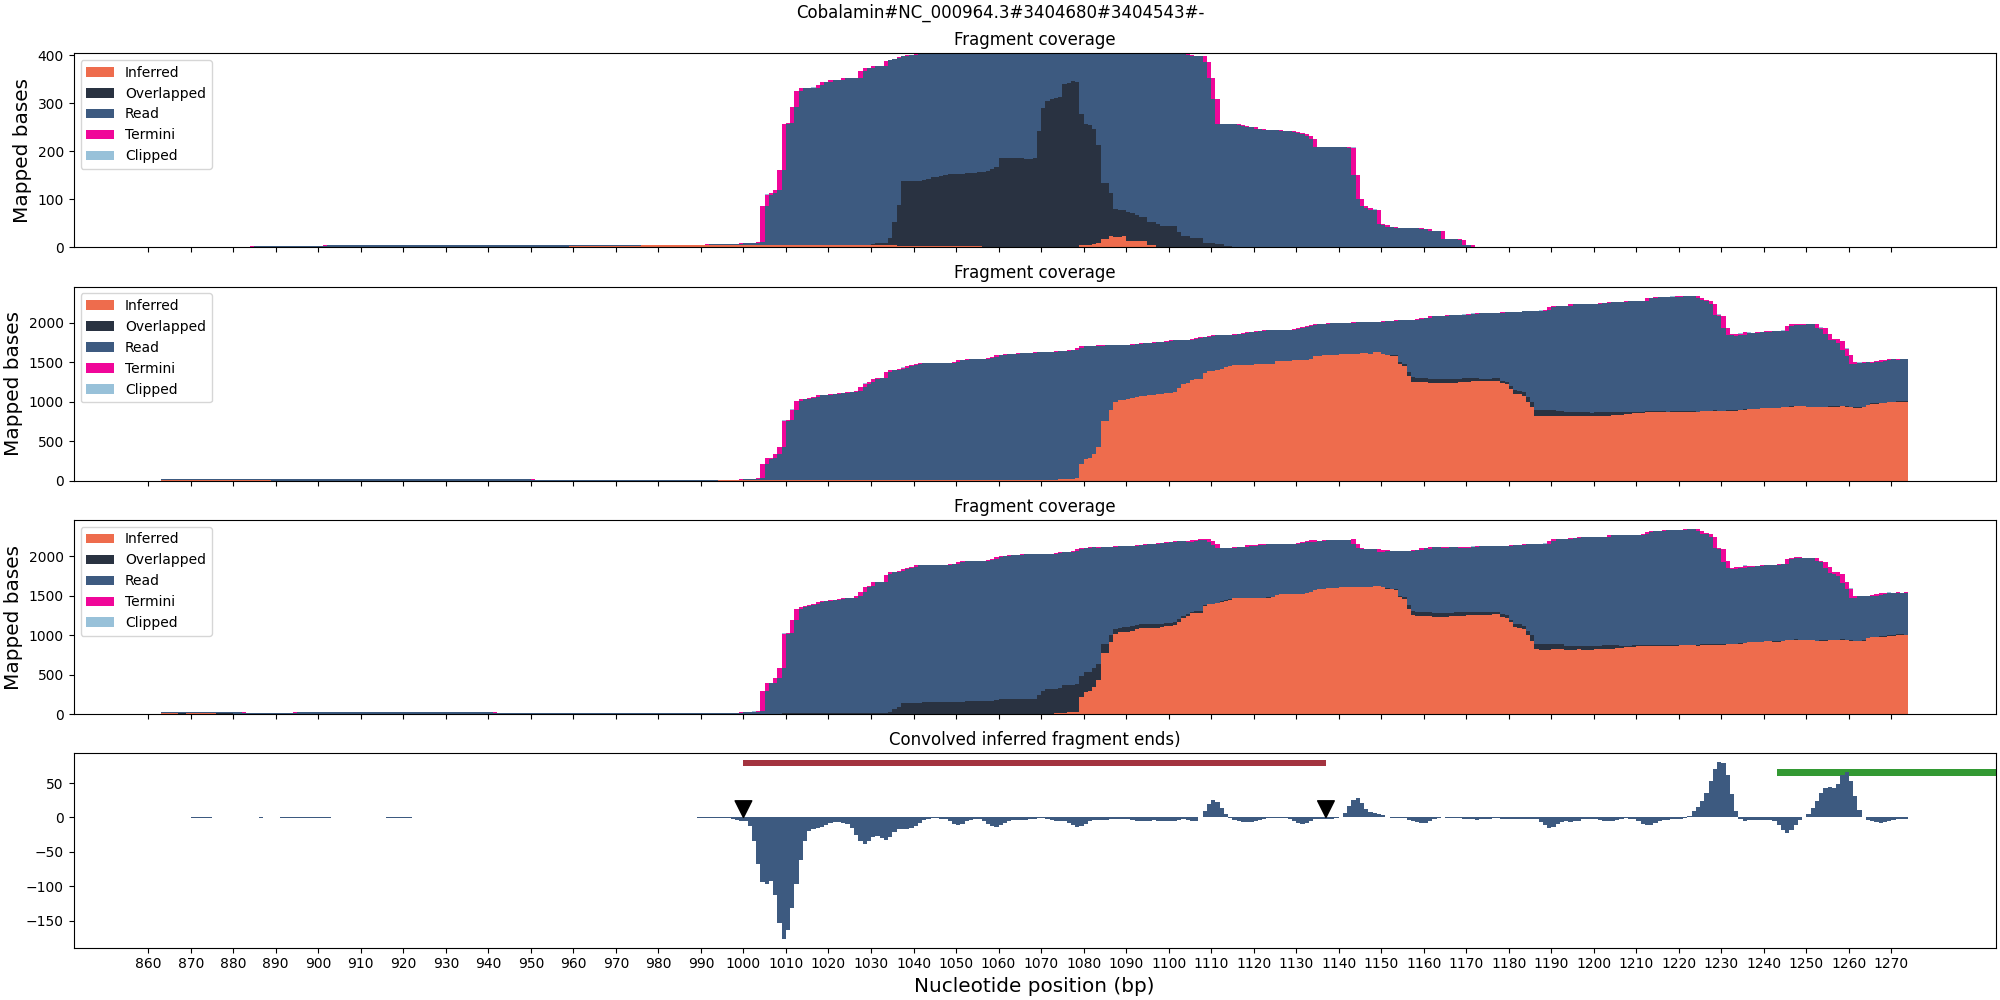 Cobalamin#NC_000964.3#3404680#3404543#-
Fragment coverage
Mapped bases
400
300
200
100
0
Inferred
Overlapped
Read
Termini
Clipped
Fragment coverage
Mapped bases
2000
1500
1000
500
0
Inferred
Overlapped
Read
Termini
Clipped
Fragment coverage
Mapped bases
2000
1500
1000
500
0
Inferred
Overlapped
Read
Termini
Clipped
Convolved inferred fragment ends)
50
0
−50
−100
−150
860 870 880 890 900 910 920 930 940 950 960 970 980 990 1000 1010 1020 1030 1040 1050 1060 1070 1080 1090 1100 1110 1120 1130 1140 1150 1160 1170 1180 1190 1200 1210 1220 1230 1240 1250 1260 1270
Nucleotide position (bp)